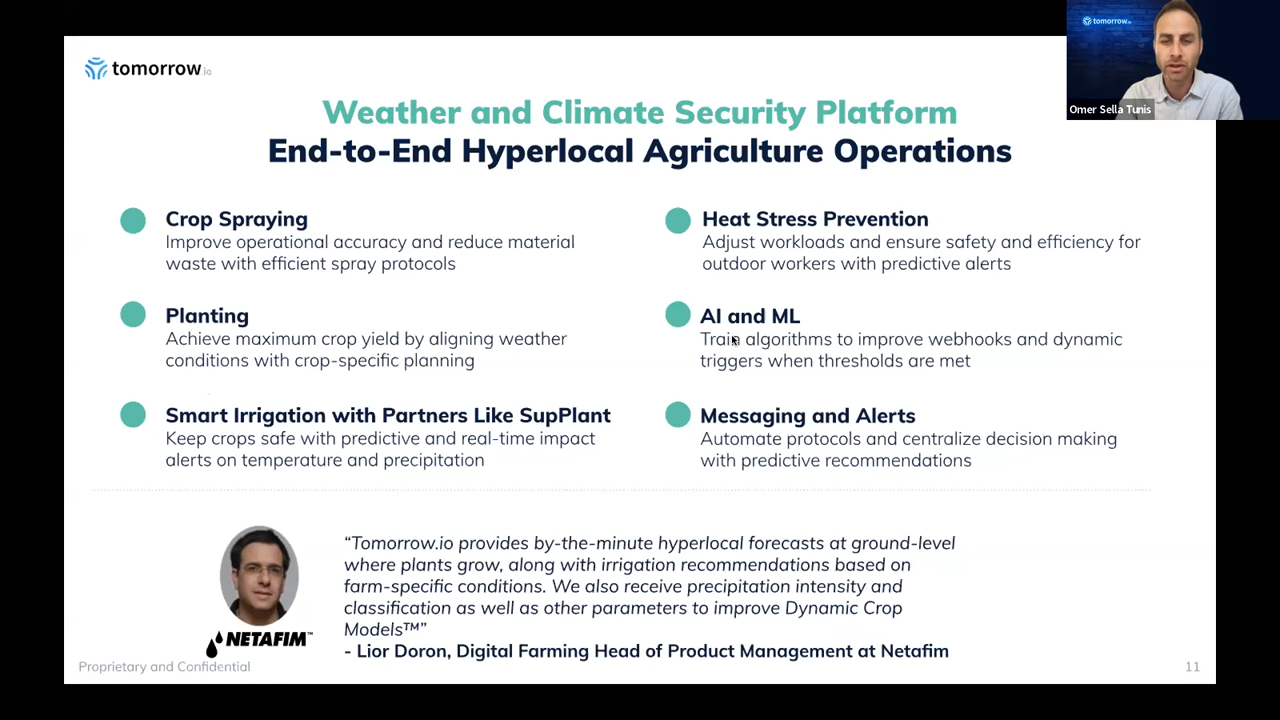 tomorrow.io
tomorrow.io
Omer Sella Tunis
Weather and Climate Security Platform
End-to-End Hyperlocal Agriculture Operations
Crop Spraying
Improve operational accuracy and reduce material
waste with efficient spray protocols
Planting
Achieve maximum crop yield by aligning weather
conditions with crop-specific planning
Smart Irrigation with Partners Like SupPlant
Keep crops safe with predictive and real-time impact
alerts on temperature and precipitation
Heat Stress Prevention
Adjust workloads and ensure safety and efficiency for
outdoor workers with predictive alerts
AI and ML
Train algorithms to improve webhooks and dynamic
triggers when thresholds are met
Messaging and Alerts
Automate protocols and centralize decision making
with predictive recommendations
NETAFIM™
“Tomorrow.io provides by-the-minute hyperlocal forecasts at ground-level
where plants grow, along with irrigation recommendations based on
farm-specific conditions. We also receive precipitation intensity and
classification as well as other parameters to improve Dynamic Crop
Models™”
- Lior Doron, Digital Farming Head of Product Management at Netafim
Proprietary and Confidential
11